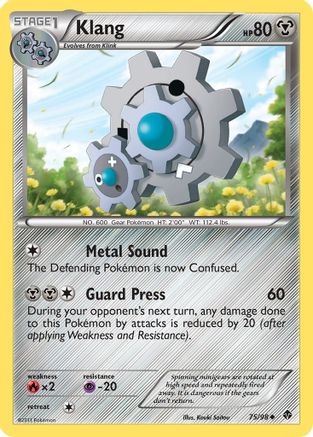 STAGE1 Klang HP80
Evolves from Klink
NO. 600 Gear Pokémon HT: 2'00" WT: 112.4 lbs.
Metal Sound
The Defending Pokémon is now Confused.
Guard Press 60
During your opponent's next turn, any damage done
to this Pokémon by attacks is reduced by 20 (after
applying Weakness and Resistance).
weakness resistance
×2 -20
retreat
Spinning minigears are rotated at
high speed and repeatedly fired
away. It is dangerous if the gears
don't return.
©2011 Pokémon
Illus. Kouki Saitou
75/98